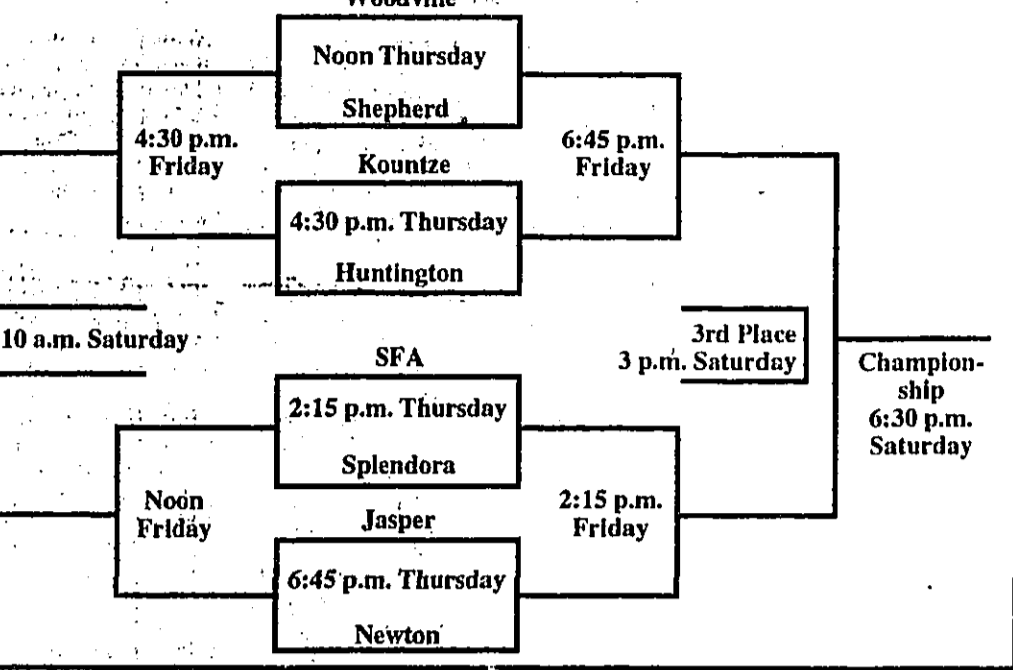 Woodville
Noon Thursday
Shepherd
4:30 p.m.
Friday
6:45 p.m.
Friday
Kountze
4:30 p.m. Thursday
Huntington
10 a.m. Saturday
3rd Place
3 p.m. Saturday
Champion-
ship
6:30 p.m.
Saturday
SFA
2:15 p.m. Thursday
Splendora
Noon
Friday
2:15 p.m.
Friday
Jasper
6:45 p.m. Thursday
Newton